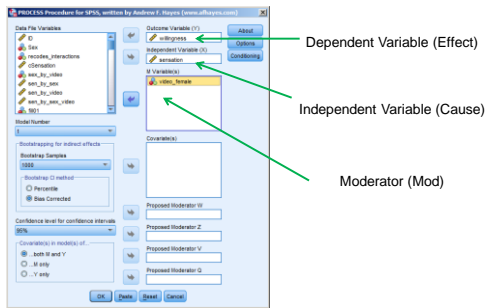 PROCESS Procedure for SPSS, written by Andrew F. Hayes (www.afhayes.com)
Data File Variables
ID
Sex
recodes_interactions
cSensation
sex_by_video
sen_by_sex
sen_by_video
sen_by_sex_video
Model Number
1
Bootstrapping for indirect effects
Bootstrap Samples
1000
Bootstrap CI method
Percentile
Bias Corrected
Confidence level for confidence intervals
95%
Covariate(s) in model(s) of...
...both M and Y
...M only
...Y only
Outcome Variable (Y)
willingness
Independent Variable (X)
sensation
M Variable(s)
video_female
Covariate(s)
Proposed Moderator W
Proposed Moderator Z
Proposed Moderator V
Proposed Moderator Q
About
Options
Conditioning
OK
Paste
Reset
Cancel
Dependent Variable (Effect)
Independent Variable (Cause)
Moderator (Mod)